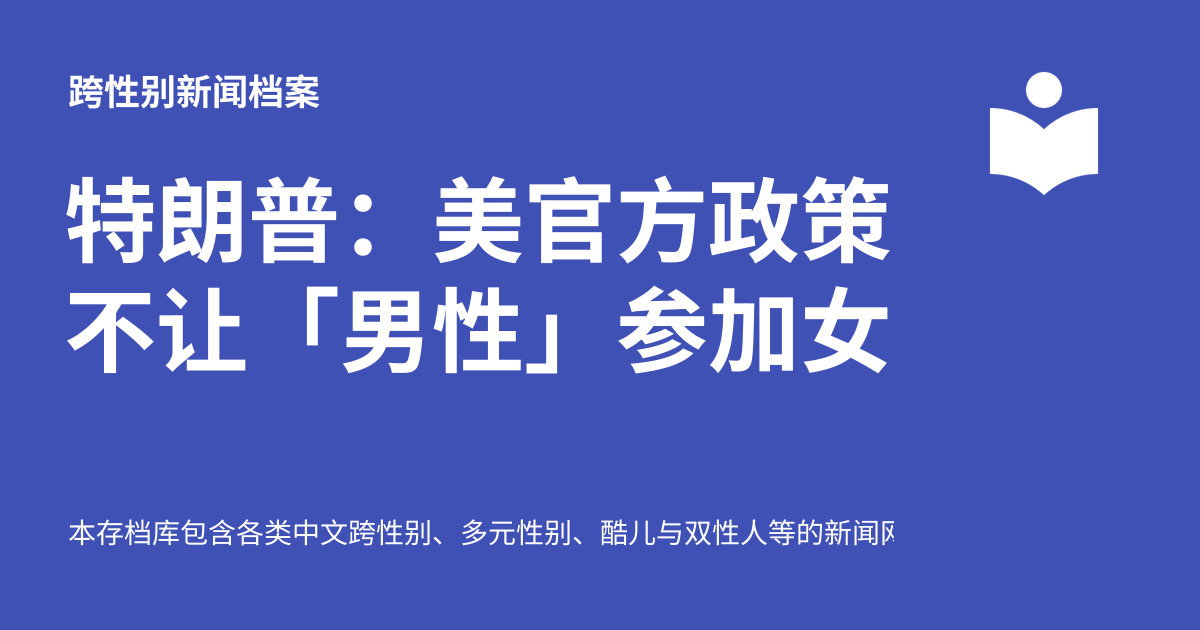 跨性别新闻档案
特朗普：美官方政策
不让「男性」参加女
本存档库包含各类中文跨性别、多元性别、酷儿与双性人等的新闻